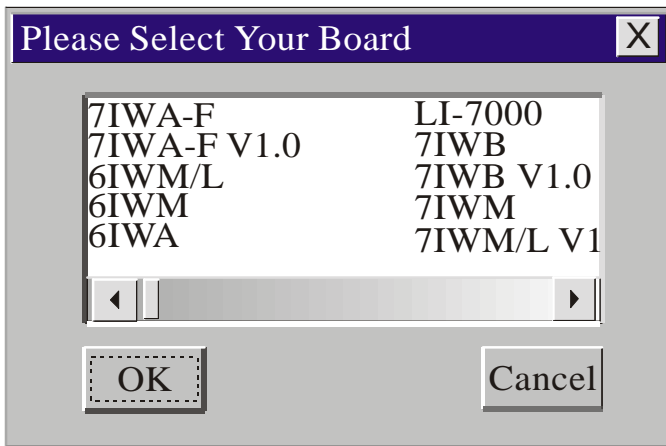 Please Select Your Board X
7IWA-F LI-7000
7IWA-F V1.0 7IWB
6IWM/L 7IWB V1.0
6IWM 7IWM
6IWA 7IWM/L V1
OK Cancel